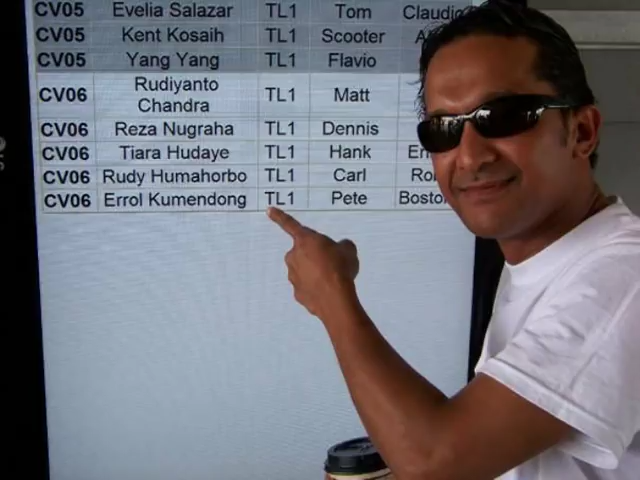 CV05 Evelia Salazar TL1 Tom Claudio
CV05 Kent Kosaih TL1 Scooter
CV05 Yang Yang TL1 Flavio
CV06 Rudiyanto Chandra TL1 Matt
CV06 Reza Nugraha TL1 Dennis
CV06 Tiara Hudaye TL1 Hank
CV06 Rudy Humahorbo TL1 Carl
CV06 Errol Kumendong TL1 Pete Boston